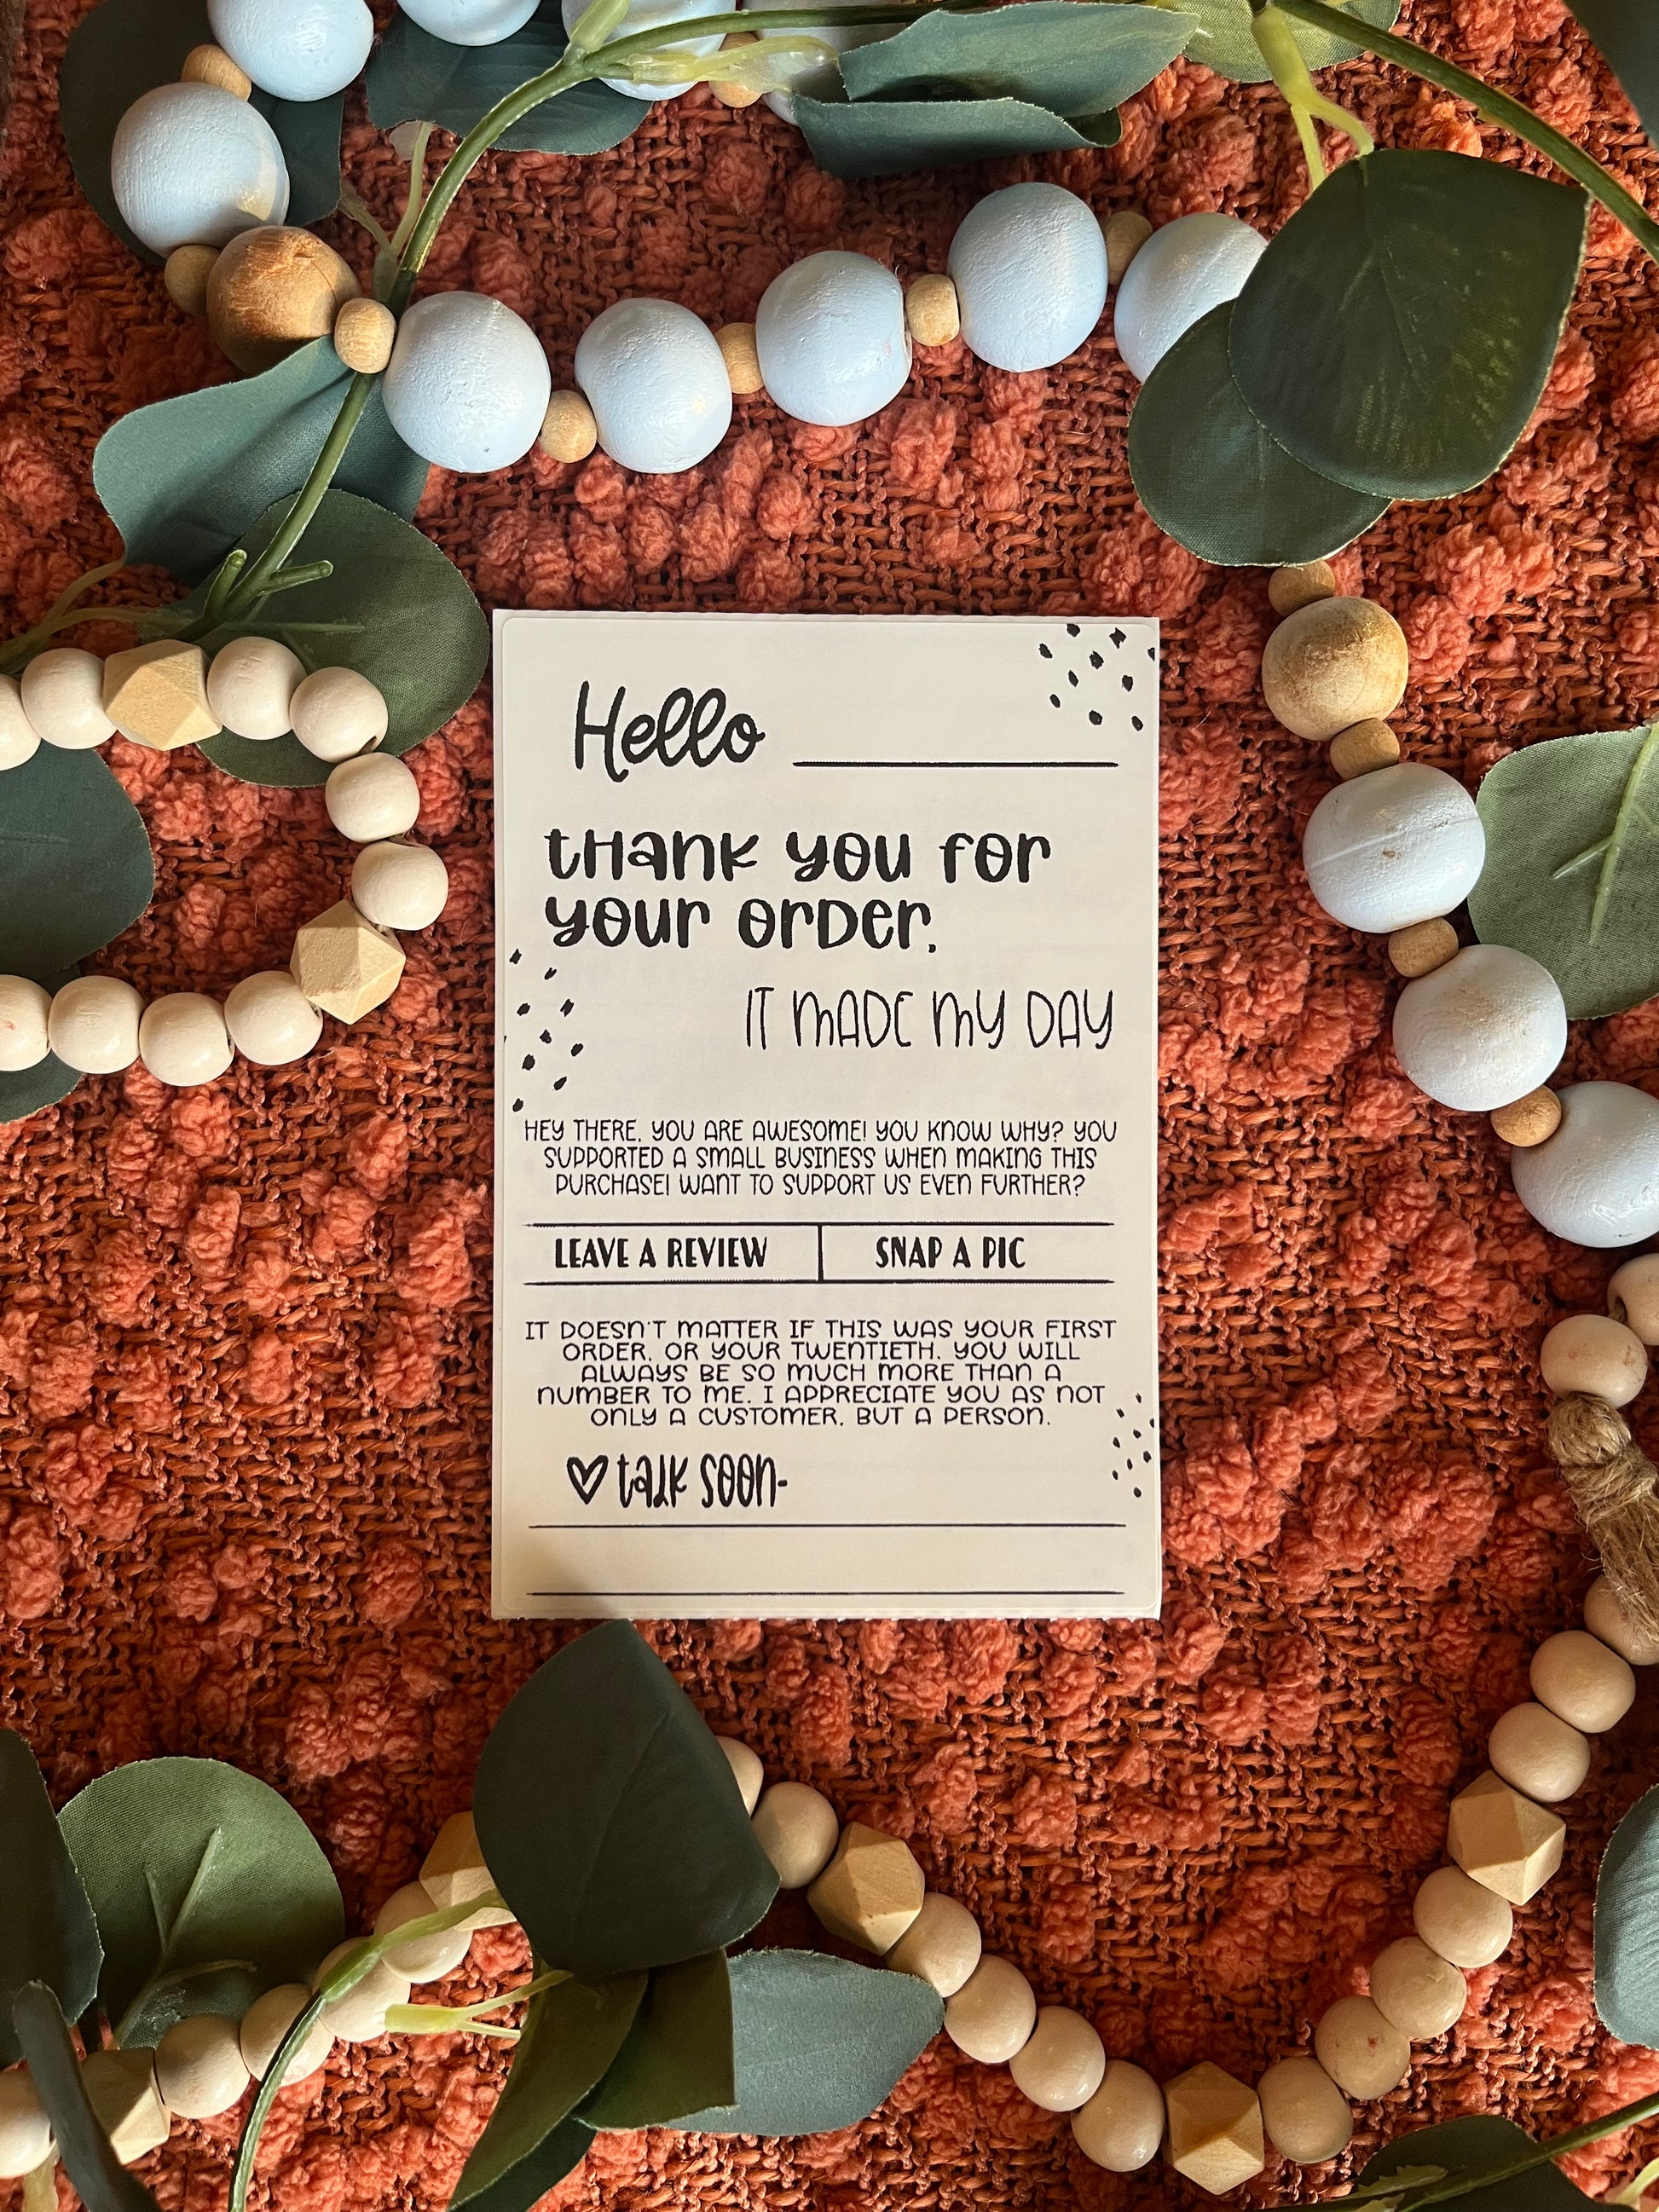 Hello
thank you for
your order.
IT MADE MY DAY
HEY THERE, YOU ARE AWESOME! YOU KNOW WHY? YOU
SUPPORTED A SMALL BUSINESS WHEN MAKING THIS
PURCHASE! WANT TO SUPPORT US EVEN FURTHER?
LEAVE A REVIEW
SNAP A PIC
IT DOESN'T MATTER IF THIS WAS YOUR FIRST
ORDER, OR YOUR TWENTIETH. YOU WILL
ALWAYS BE SO MUCH MORE THAN A
NUMBER TO ME. I APPRECIATE YOU AS NOT
ONLY A CUSTOMER, BUT A PERSON.
talk soon-